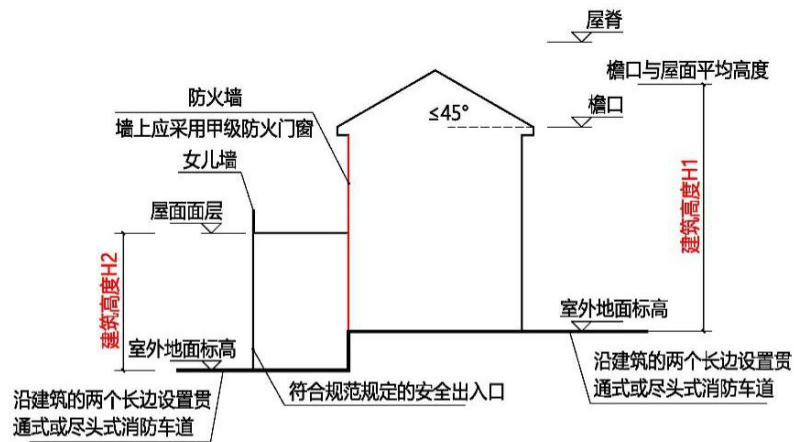 屋脊
檐口与屋面平均高度
防火墙
墙上应采用甲级防火门窗
≤45°
檐口
女儿墙
屋面面层
建筑高度H1
建筑高度H2
室外地面标高
室外地面标高
沿建筑的两个长边设置贯
通式或尽头式消防车道
符合规范规定的安全出入口
沿建筑的两个长边设置贯
通式或尽头式消防车道